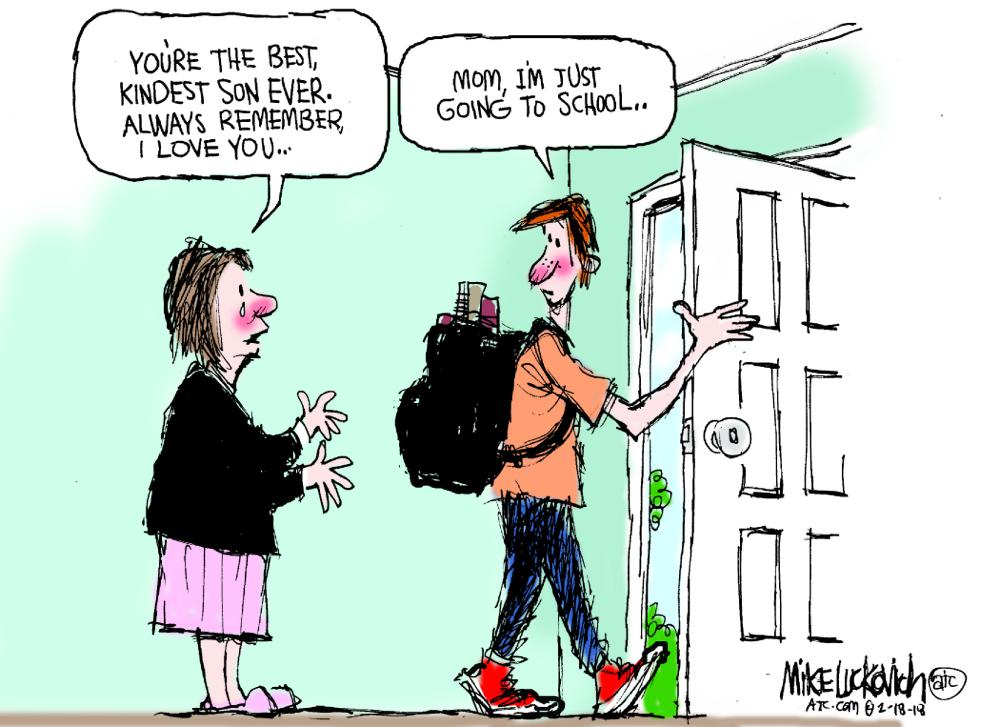 YOU'RE THE BEST,
KINDEST SON EVER.
ALWAYS REMEMBER,
I LOVE YOU...
MOM, I'M JUST
GOING TO SCHOOL..
MIKE LUCKOVICH
ajc
AJC.COM © 2-18-18